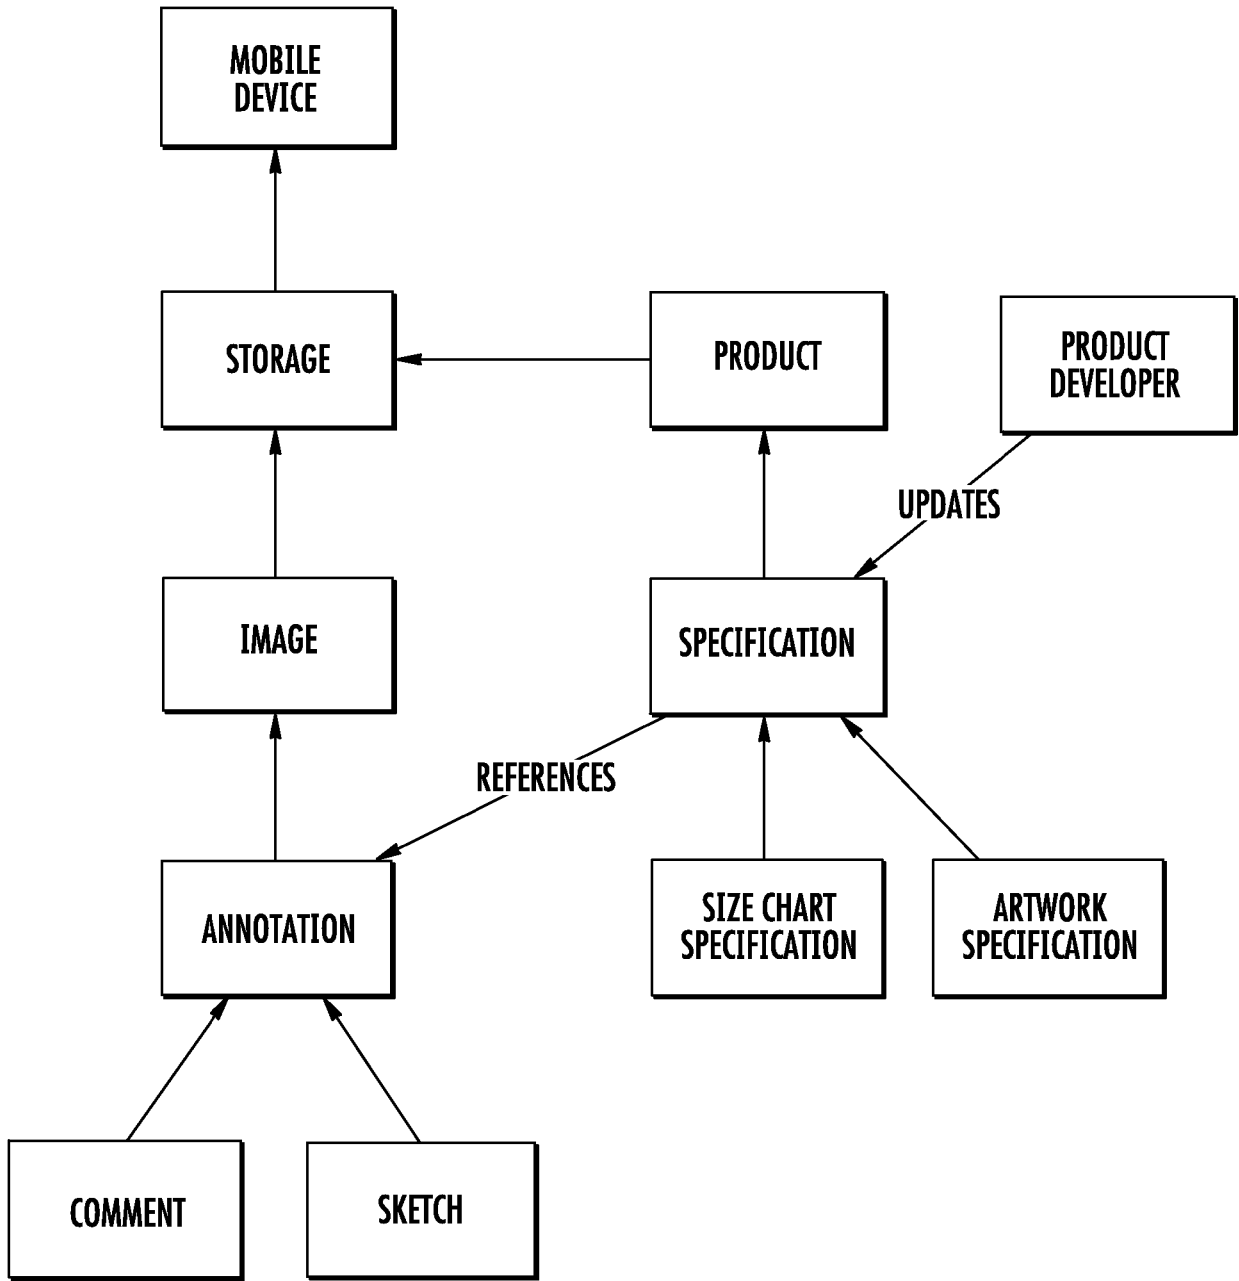 MOBILE
DEVICE
STORAGE
PRODUCT
PRODUCT
DEVELOPER
UPDATES
IMAGE
SPECIFICATION
REFERENCES
ANNOTATION
SIZE CHART
SPECIFICATION
ARTWORK
SPECIFICATION
COMMENT
SKETCH